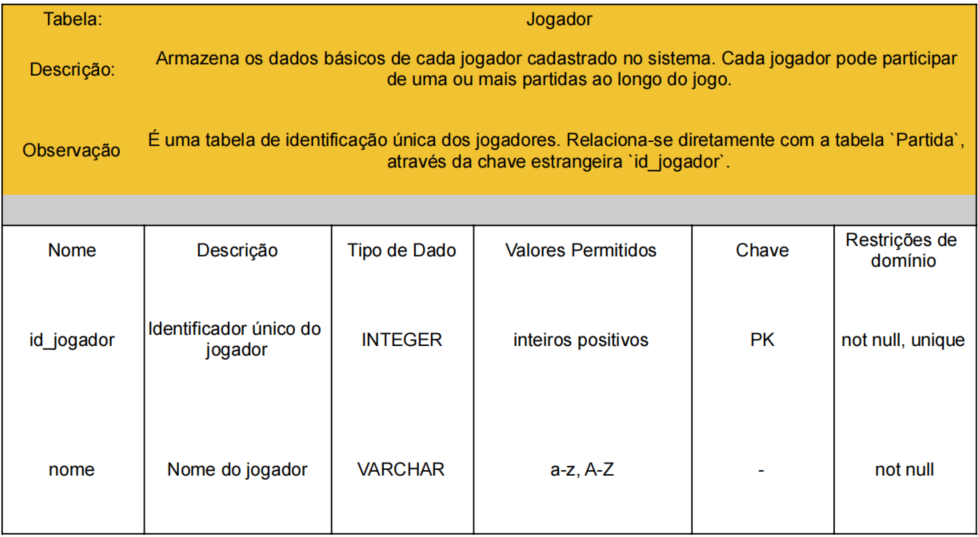 Tabela: Jogador
Descrição: Armazena os dados básicos de cada jogador cadastrado no sistema. Cada jogador pode participar
de uma ou mais partidas ao longo do jogo.
Observação É uma tabela de identificação única dos jogadores. Relaciona-se diretamente com a tabela `Partida`,
através da chave estrangeira `id_jogador`.
Nome Descrição Tipo de Dado Valores Permitidos Chave Restrições de
domínio
id_jogador Identificador único do
jogador INTEGER inteiros positivos PK not null, unique
nome Nome do jogador VARCHAR a-z, A-Z - not null